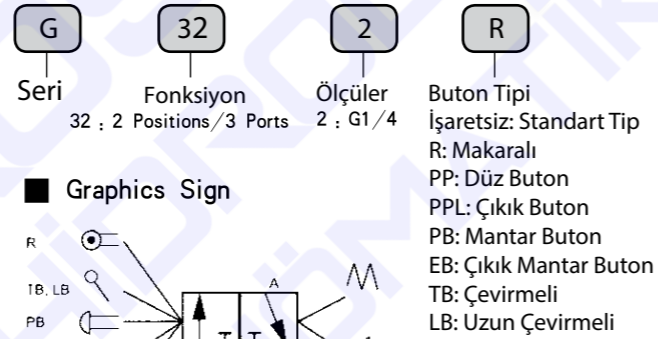 G 32 2 R
Seri
Fonksiyon
32 : 2 Positions/3 Ports
Ölçüler
2 : G1/4
Buton Tipi
İşaretsiz: Standart Tip
R: Makaralı
PP: Düz Buton
PPL: Çıkık Buton
PB: Mantar Buton
EB: Çıkık Mantar Buton
TB: Çevirmeli
LB: Uzun Çevirmeli
Graphics Sign
R
TB, LB
PB
A